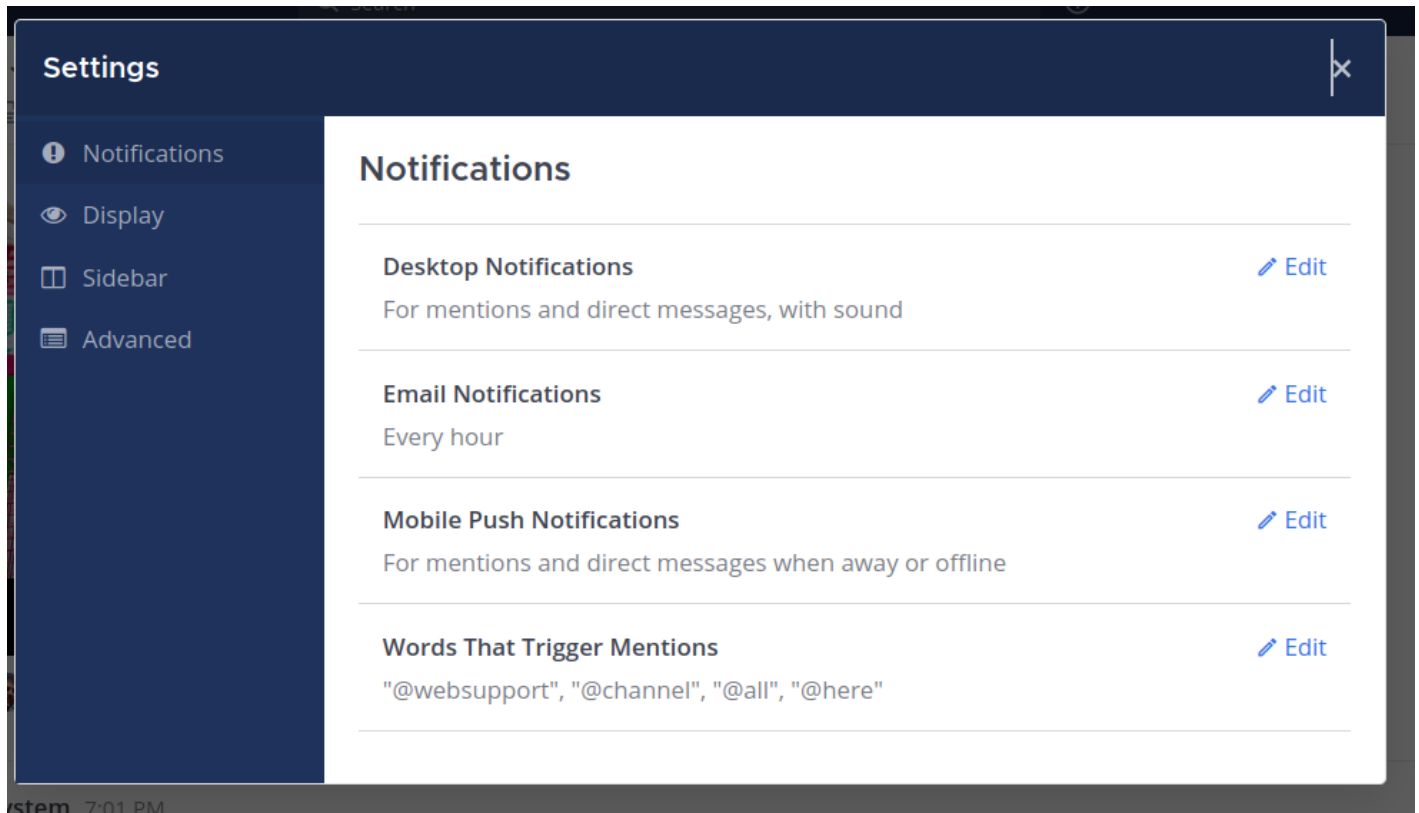 Search
Settings
Notifications
Display
Sidebar
Advanced
Notifications
Desktop Notifications
Edit
For mentions and direct messages, with sound
Email Notifications
Edit
Every hour
Mobile Push Notifications
Edit
For mentions and direct messages when away or offline
Words That Trigger Mentions
Edit
"@websupport", "@channel", "@all", "@here"
ystem 7:01 PM